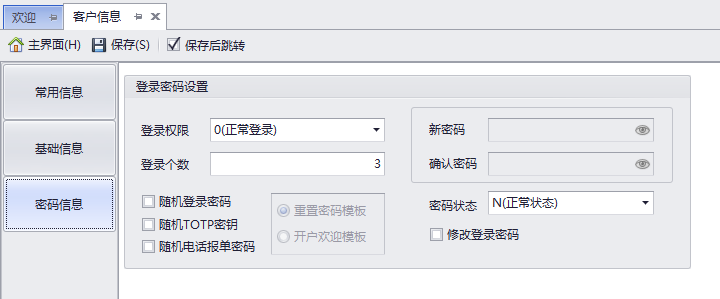 欢迎 客户信息
主界面(H) 保存(S) 保存后跳转
常用信息
基础信息
密码信息
登录密码设置
登录权限 0(正常登录)
登录个数 3
随机登录密码
随机TOTP密钥
随机电话报单密码
重置密码模板
开户欢迎模板
新密码
确认密码
密码状态 N(正常状态)
修改登录密码